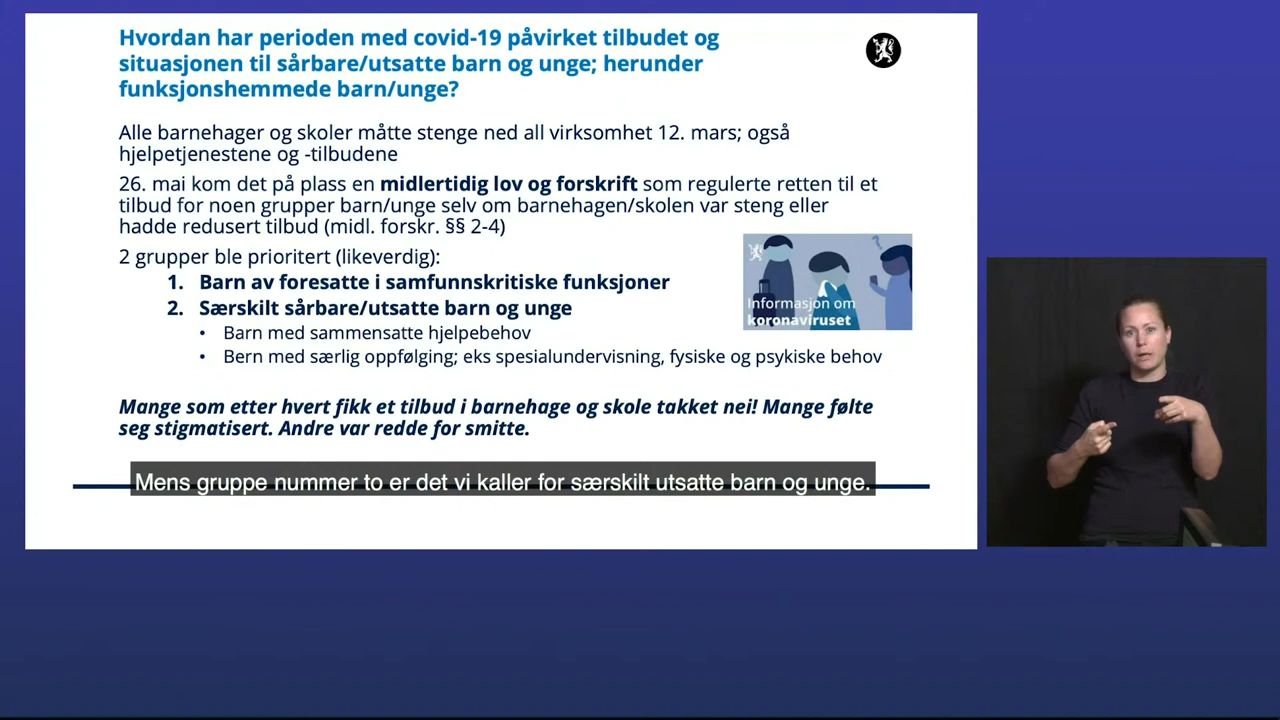 Hvordan har perioden med covid-19 påvirket tilbudet og
situasjonen til sårbare/utsatte barn og unge; herunder
funksjonshemmede barn/unge?
Alle barnehager og skoler måtte stenge ned all virksomhet 12. mars; også
hjelpetjenestene og -tilbudene
26. mai kom det på plass en midlertidig lov og forskrift som regulerte retten til et
tilbud for noen grupper barn/unge selv om barnehagen/skolen var steng eller
hadde redusert tilbud (midl. forskr. §§ 2-4)
2 grupper ble prioritert (likeverdig):
1. Barn av foresatte i samfunnskritiske funksjoner
2. Særskilt sårbare/utsatte barn og unge
• Barn med sammensatte hjelpebehov
• Bern med særlig oppfølging; eks spesialundervisning, fysiske og psykiske behov
Informasjon om
koronaviruset
Mange som etter hvert fikk et tilbud i barnehage og skole takket nei! Mange følte
seg stigmatisert. Andre var redde for smitte.
Mens gruppe nummer to er det vi kaller for særskilt utsatte barn og unge.